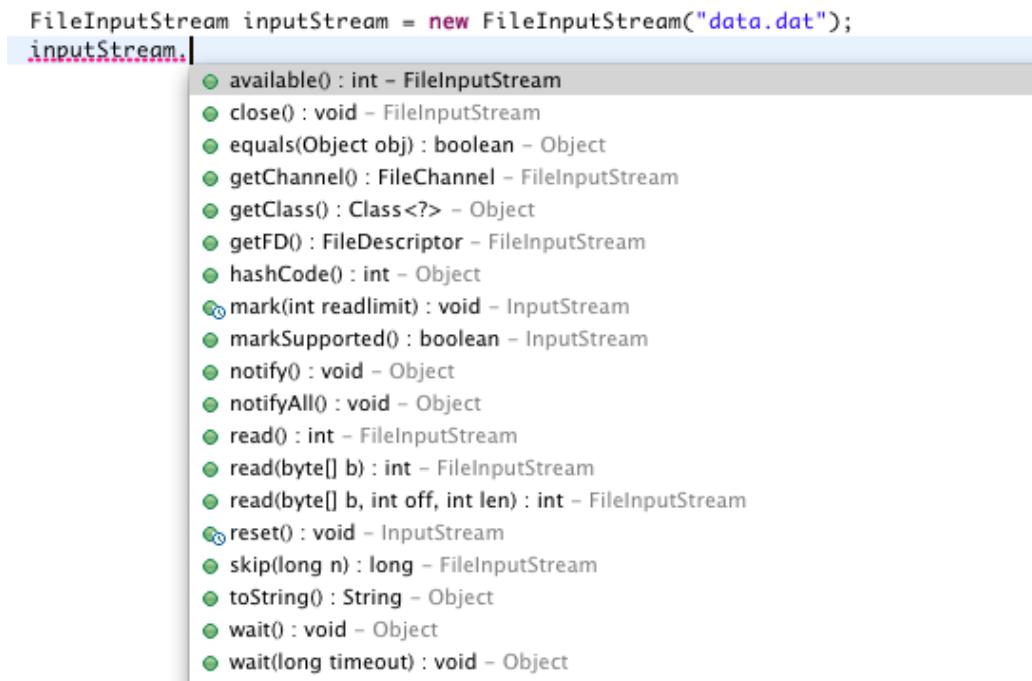 FileInputStream inputStream = new FileInputStream("data.dat");
inputStream.
available() : int – FileInputStream
close() : void – FileInputStream
equals(Object obj) : boolean – Object
getChannel() : FileChannel – FileInputStream
getClass() : Class<?> – Object
getFD() : FileDescriptor – FileInputStream
hashCode() : int – Object
mark(int readlimit) : void – InputStream
markSupported() : boolean – InputStream
notify() : void – Object
notifyAll() : void – Object
read() : int – FileInputStream
read(byte[] b) : int – FileInputStream
read(byte[] b, int off, int len) : int – FileInputStream
reset() : void – InputStream
skip(long n) : long – FileInputStream
toString() : String – Object
wait() : void – Object
wait(long timeout) : void – Object